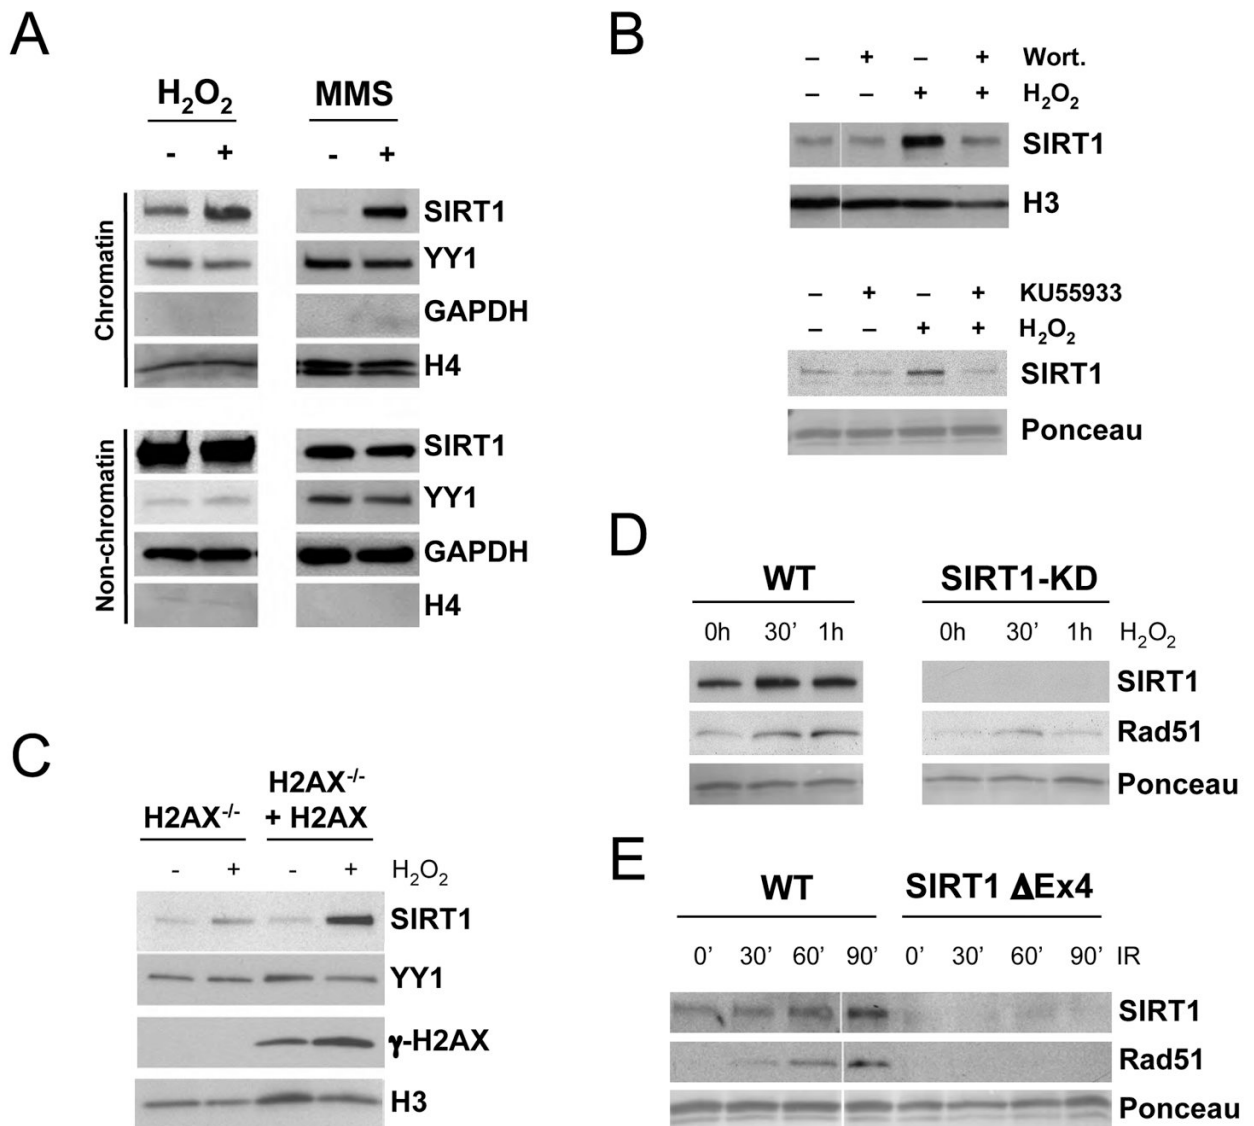 A
H2O2 MMS
- + - +
Chromatin
SIRT1
YY1
GAPDH
H4
Non-chromatin
SIRT1
YY1
GAPDH
H4
B
– + – + Wort.
– – + + H2O2
SIRT1
H3
– + – + KU55933
– – + + H2O2
SIRT1
Ponceau
C
H2AX-/- H2AX-/- + H2AX
- + - + H2O2
SIRT1
YY1
γ-H2AX
H3
D
WT SIRT1-KD
0h 30’ 1h 0h 30’ 1h H2O2
SIRT1
Rad51
Ponceau
E
WT SIRT1 ΔEx4
0’ 30’ 60’ 90’ 0’ 30’ 60’ 90’ IR
SIRT1
Rad51
Ponceau